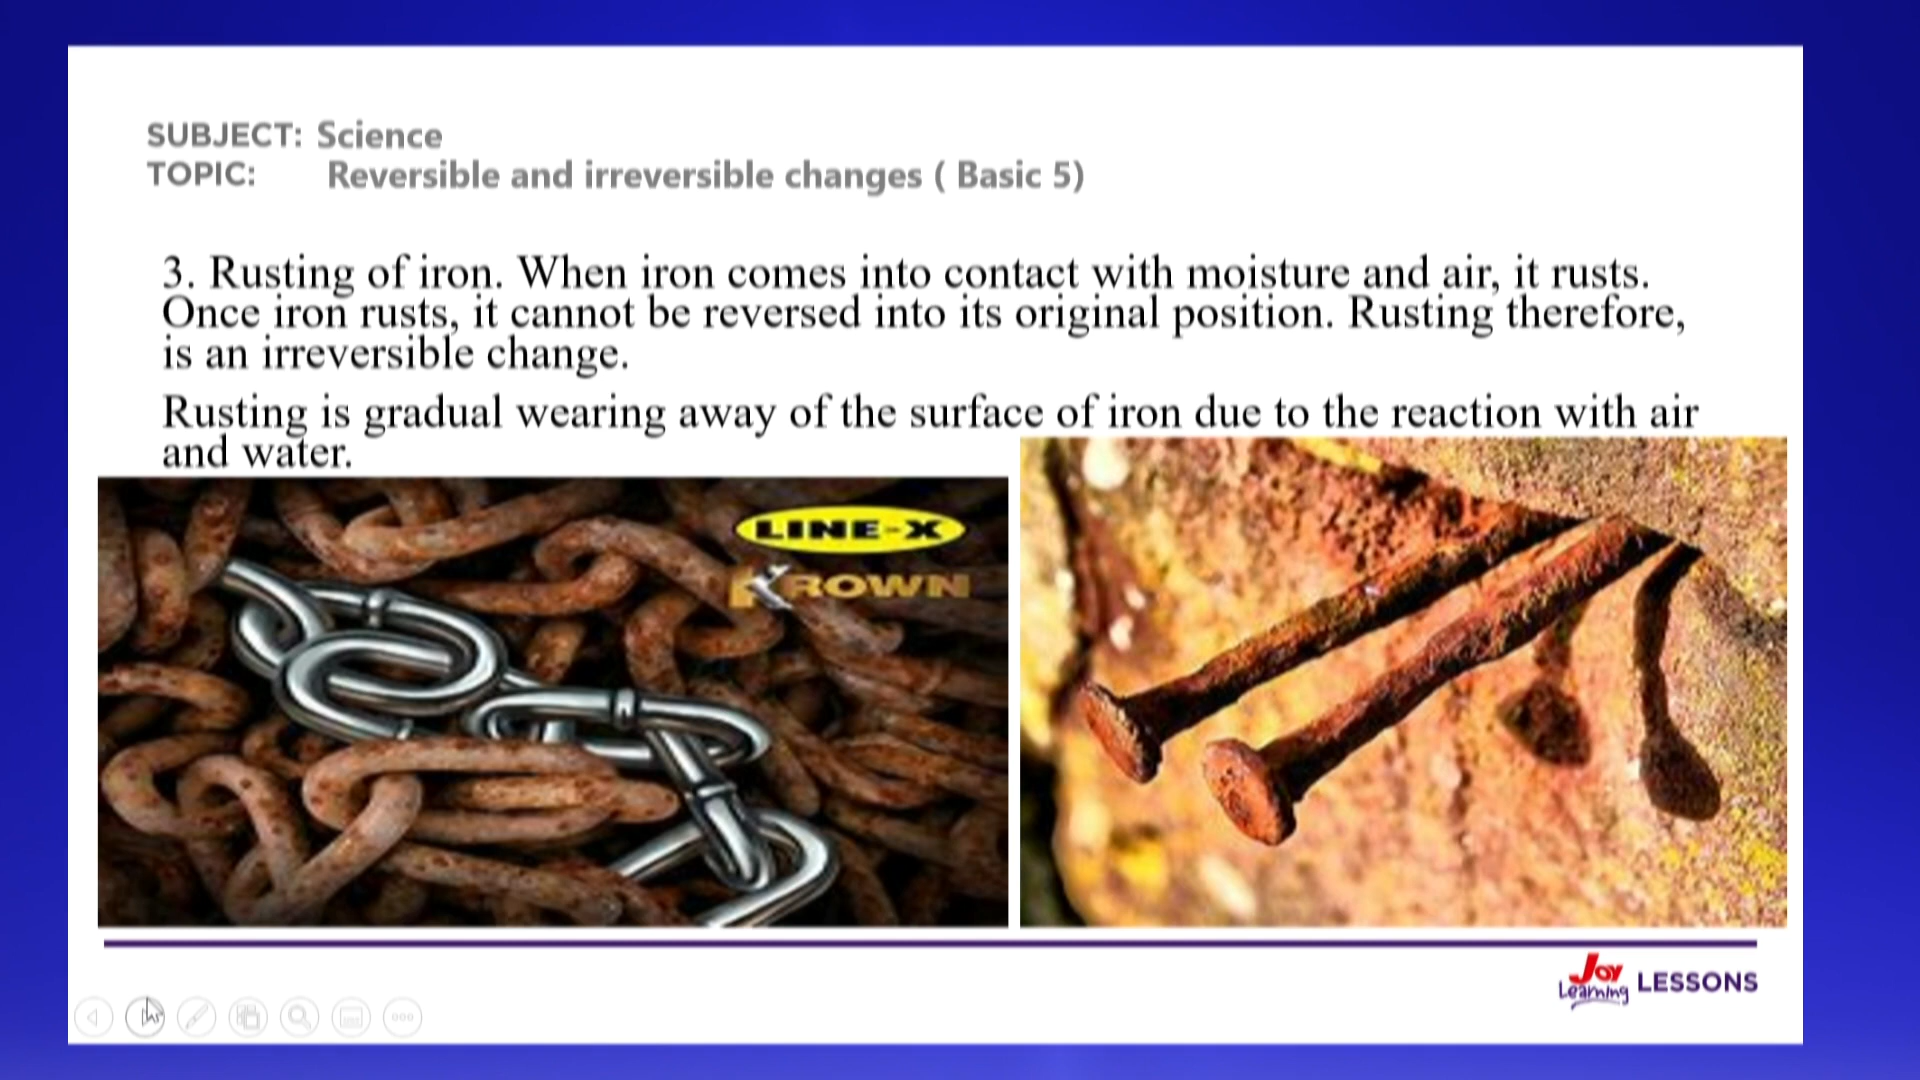 SUBJECT: Science
TOPIC: Reversible and irreversible changes ( Basic 5)
3. Rusting of iron. When iron comes into contact with moisture and air, it rusts.
Once iron rusts, it cannot be reversed into its original position. Rusting therefore,
is an irreversible change.
Rusting is gradual wearing away of the surface of iron due to the reaction with air
and water.
LINE-X
KROWN
Joy Learning LESSONS